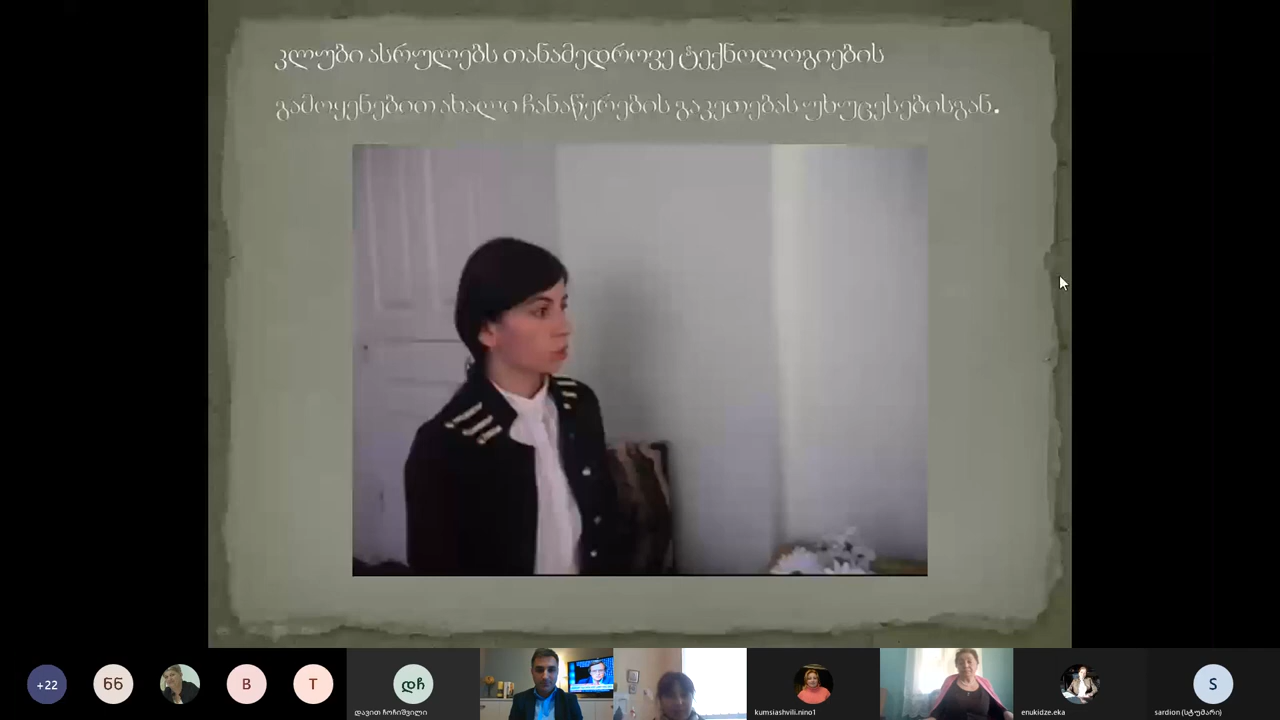 კლუბი ასრულებს თანამედროვე ტექნოლოგიების
გამოყენებით ახალი ჩანაწერების გაკეთებას უხუცესებისგან.
+22
ნნ
B
T
დჩ
S
დავით ჩოჩიშვილი
kumsiashvili.nino1
enukidze.eka
sardion (სტუმარი)